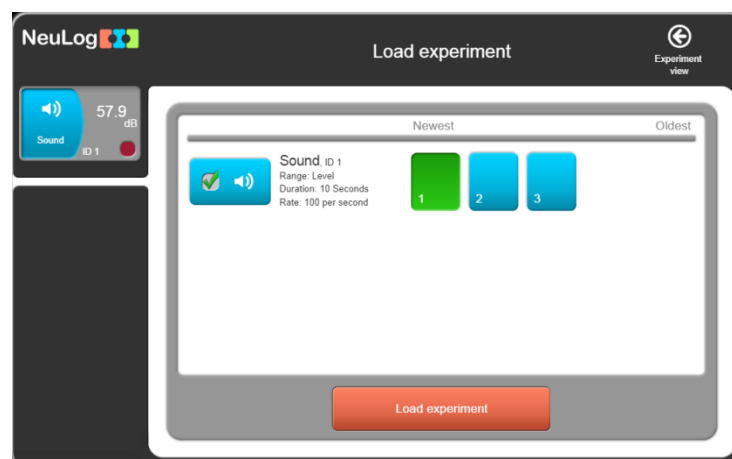 NeuLog
Load experiment
Experiment
view
57.9
dB
Sound
ID 1
Newest
Oldest
Sound, ID 1
Range: Level
Duration: 10 Seconds
Rate: 100 per second
1
2
3
Load experiment